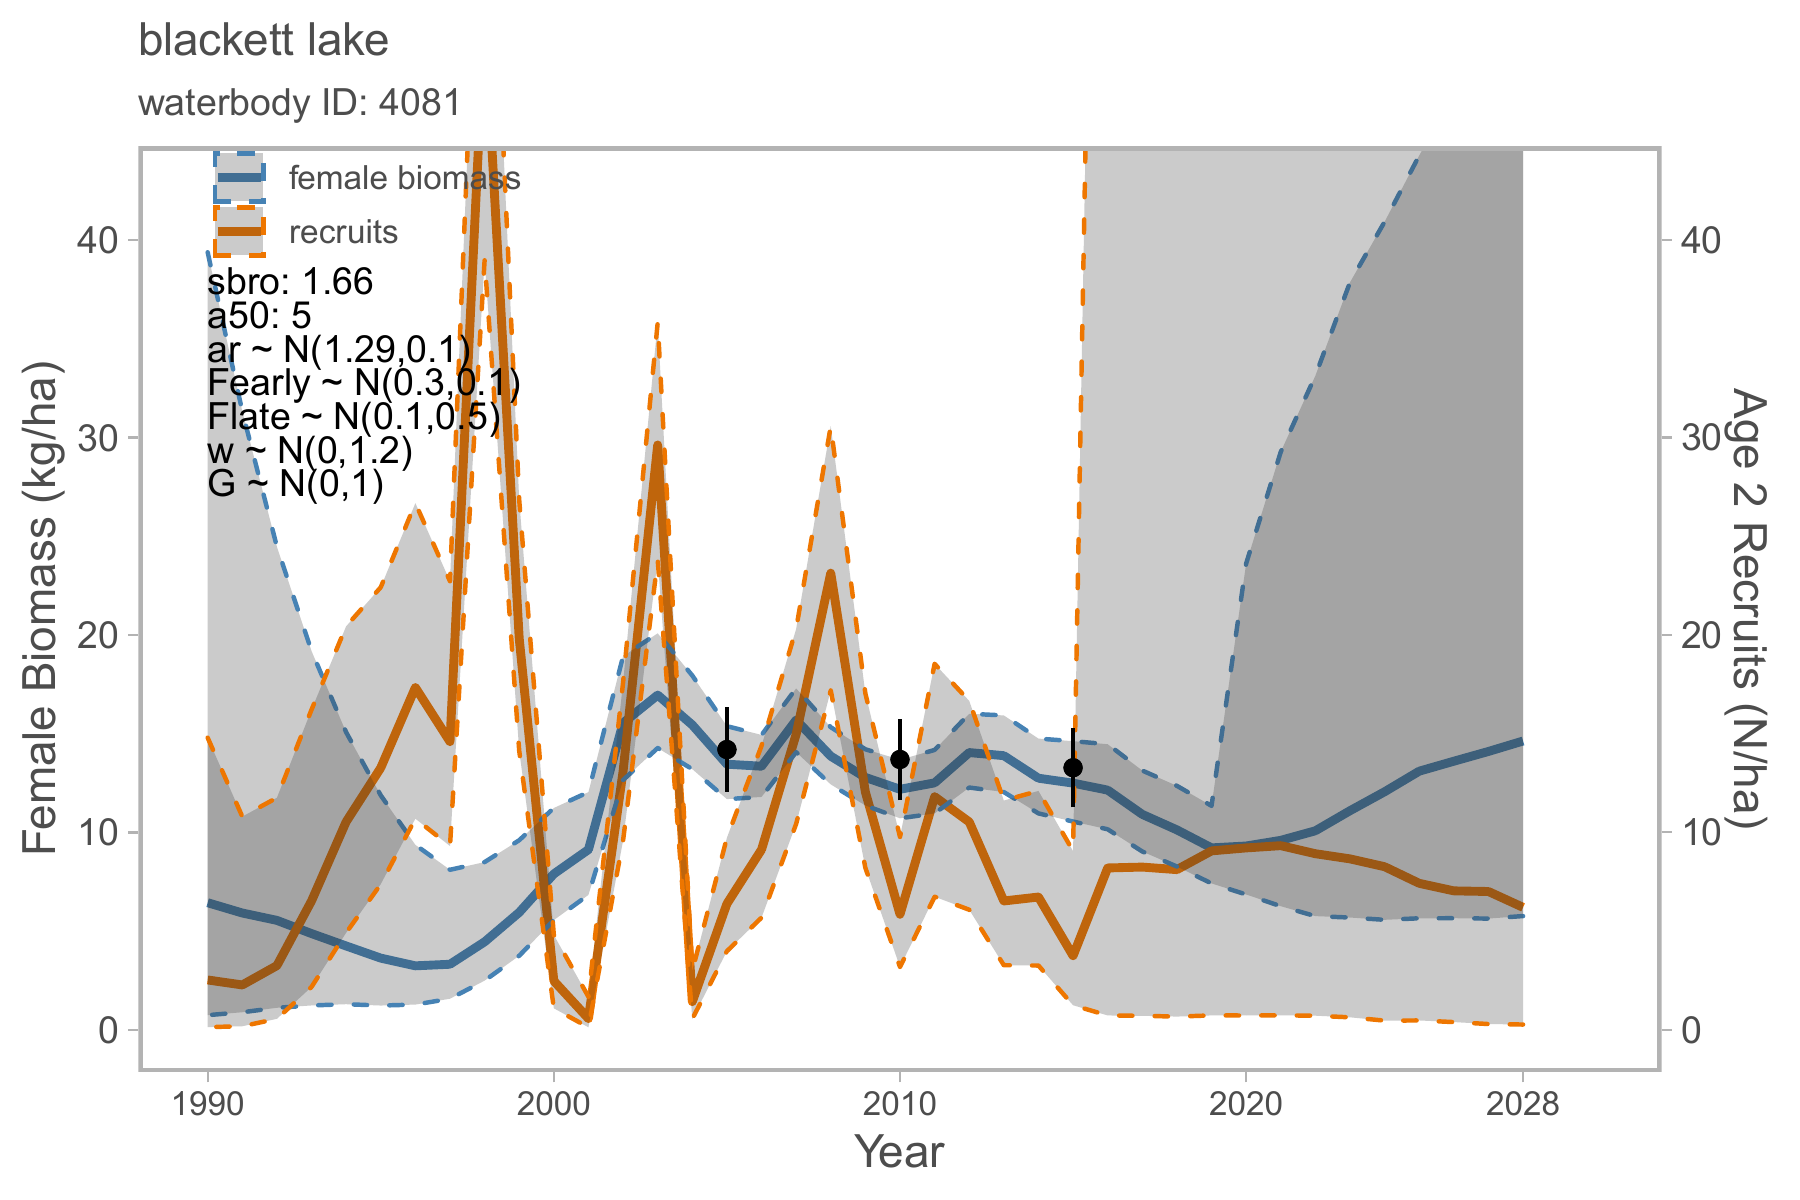 blackett lake
waterbody ID: 4081
female biomass
recruits
sbro: 1.66
a50: 5
ar ~ N(1.29,0.1)
Fearly ~ N(0.3,0.1)
Flate ~ N(0.1,0.5)
w ~ N(0,1.2)
G ~ N(0,1)
Female Biomass (kg/ha)
40
30
20
10
0
40
30
20
10
0
Age 2 Recruits (N/ha)
1990
2000
2010
2020
2028
Year